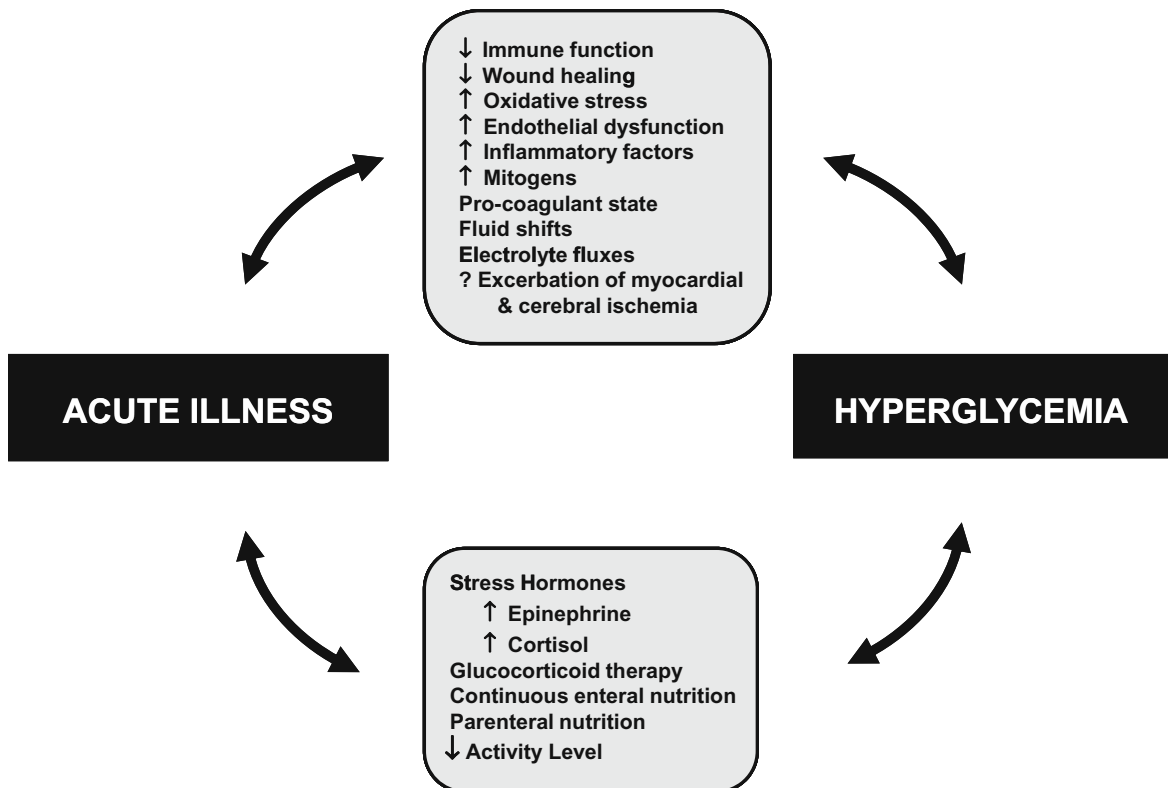 ↓ Immune function
↓ Wound healing
↑ Oxidative stress
↑ Endothelial dysfunction
↑ Inflammatory factors
↑ Mitogens
Pro-coagulant state
Fluid shifts
Electrolyte fluxes
? Excerbation of myocardial
& cerebral ischemia
ACUTE ILLNESS
HYPERGLYCEMIA
Stress Hormones
↑ Epinephrine
↑ Cortisol
Glucocorticoid therapy
Continuous enteral nutrition
Parenteral nutrition
↓ Activity Level